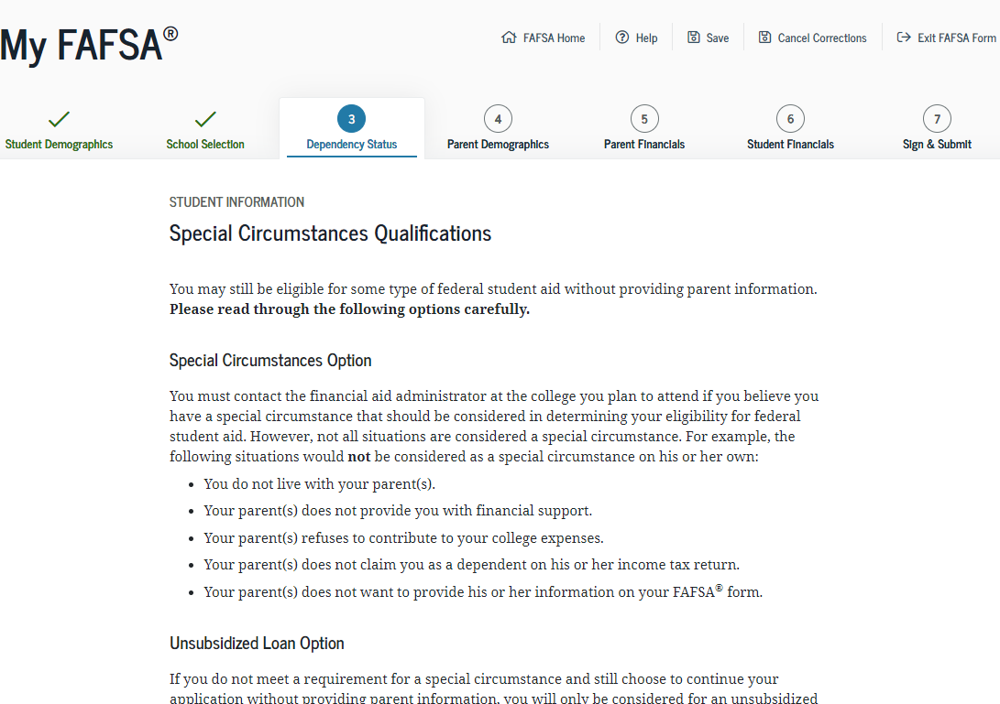 My FAFSA®
FAFSA Home
Help
Save
Cancel Corrections
Exit FAFSA Form
3
4
5
6
7
Student Demographics
School Selection
Dependency Status
Parent Demographics
Parent Financials
Student Financials
Sign & Submit
STUDENT INFORMATION
Special Circumstances Qualifications
You may still be eligible for some type of federal student aid without providing parent information.
Please read through the following options carefully.
Special Circumstances Option
You must contact the financial aid administrator at the college you plan to attend if you believe you
have a special circumstance that should be considered in determining your eligibility for federal
student aid. However, not all situations are considered a special circumstance. For example, the
following situations would not be considered as a special circumstance on his or her own:
• You do not live with your parent(s).
• Your parent(s) does not provide you with financial support.
• Your parent(s) refuses to contribute to your college expenses.
• Your parent(s) does not claim you as a dependent on his or her income tax return.
• Your parent(s) does not want to provide his or her information on your FAFSA® form.
Unsubsidized Loan Option
If you do not meet a requirement for a special circumstance and still choose to continue your
application without providing parent information, you will only be considered for an unsubsidized